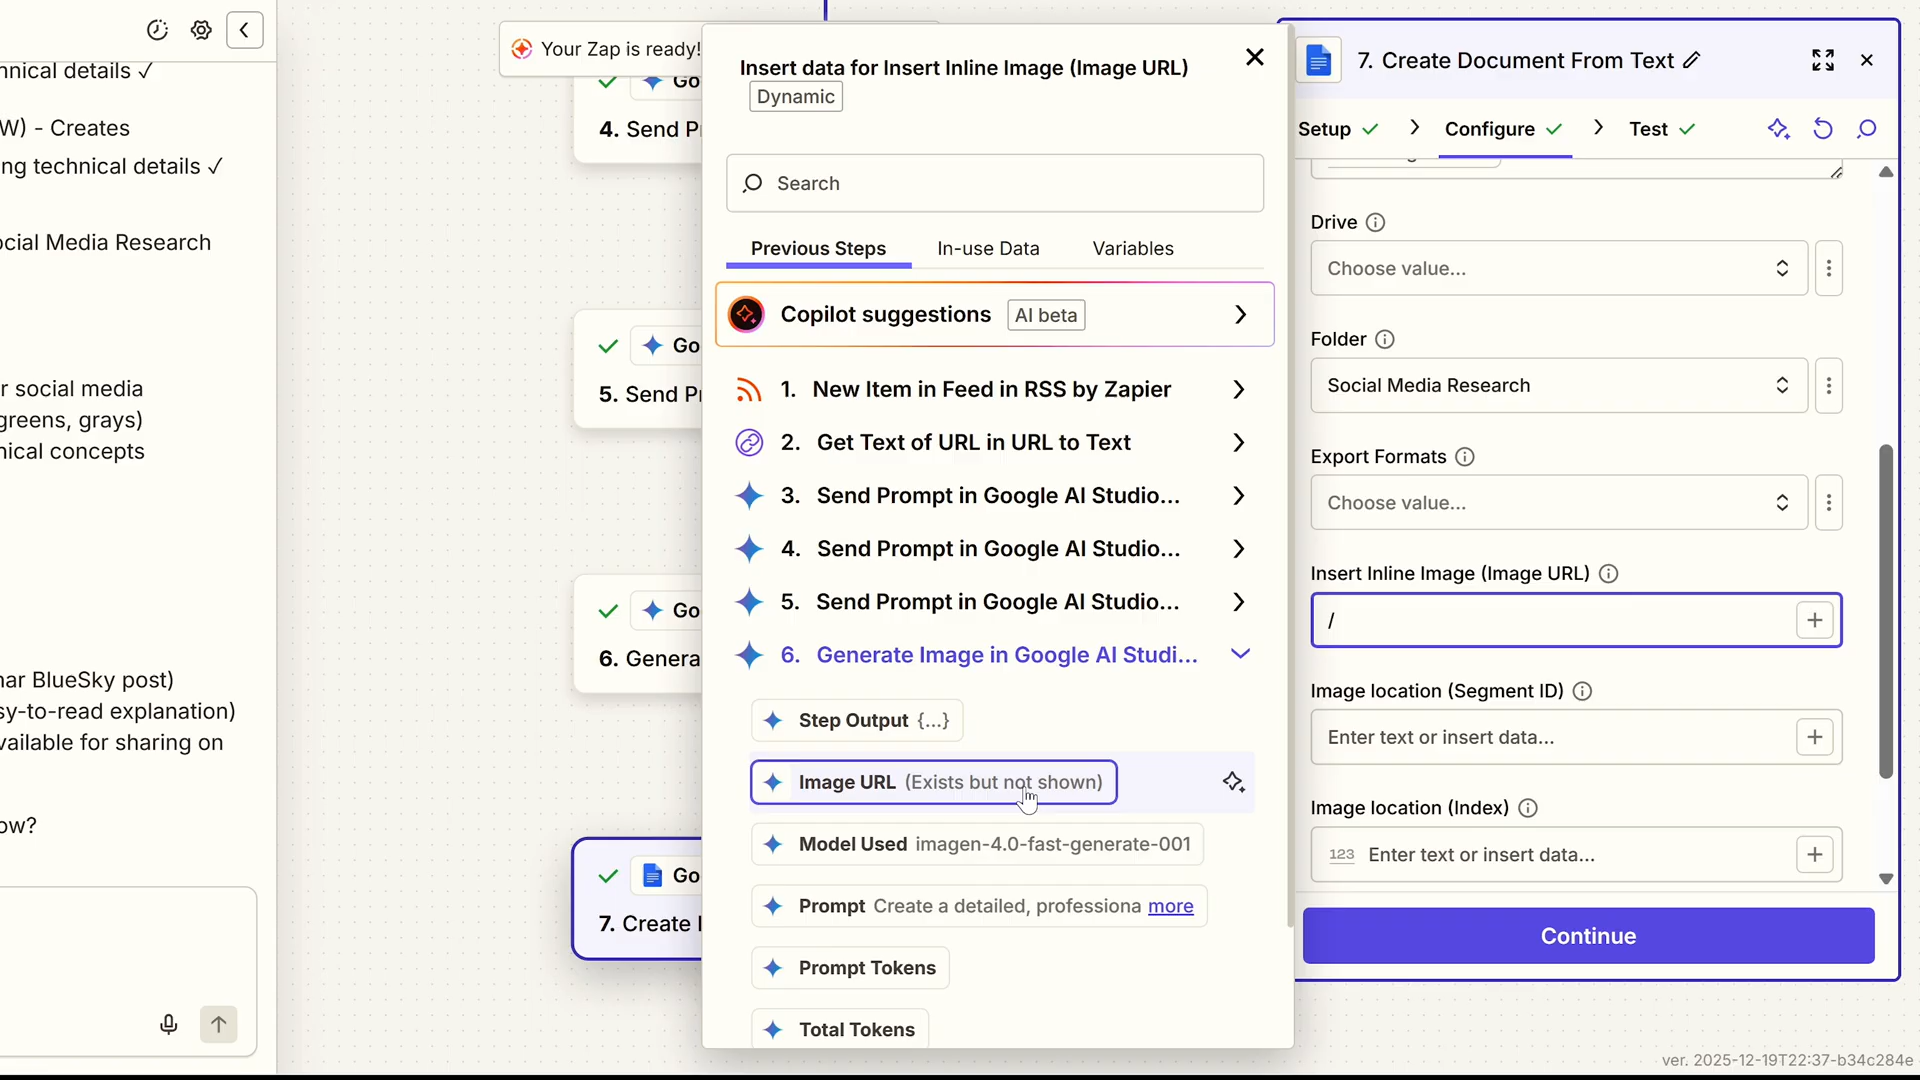 nical details ✓
W) - Creates
ng technical details ✓
ocial Media Research
r social media
greens, grays)
nical concepts
nar BlueSky post)
sy-to-read explanation)
vailable for sharing on
ow?
Your Zap is ready!
Go
4. Send Pr
Go
5. Send Pr
Go
6. Genera
Go
7. Create
Insert data for Insert Inline Image (Image URL)
Dynamic
Search
Previous Steps
In-use Data
Variables
Copilot suggestions AI beta
1. New Item in Feed in RSS by Zapier
2. Get Text of URL in URL to Text
3. Send Prompt in Google AI Studio...
4. Send Prompt in Google AI Studio...
5. Send Prompt in Google AI Studio...
6. Generate Image in Google AI Studi...
Step Output {...}
Image URL (Exists but not shown)
Model Used imagen-4.0-fast-generate-001
Prompt Create a detailed, professiona more
Prompt Tokens
Total Tokens
7. Create Document From Text
Setup
Configure
Test
Drive
Choose value...
Folder
Social Media Research
Export Formats
Choose value...
Insert Inline Image (Image URL)
/
Image location (Segment ID)
Enter text or insert data...
Image location (Index)
123 Enter text or insert data...
Continue
ver. 2025-12-19T22:37-b34c284e